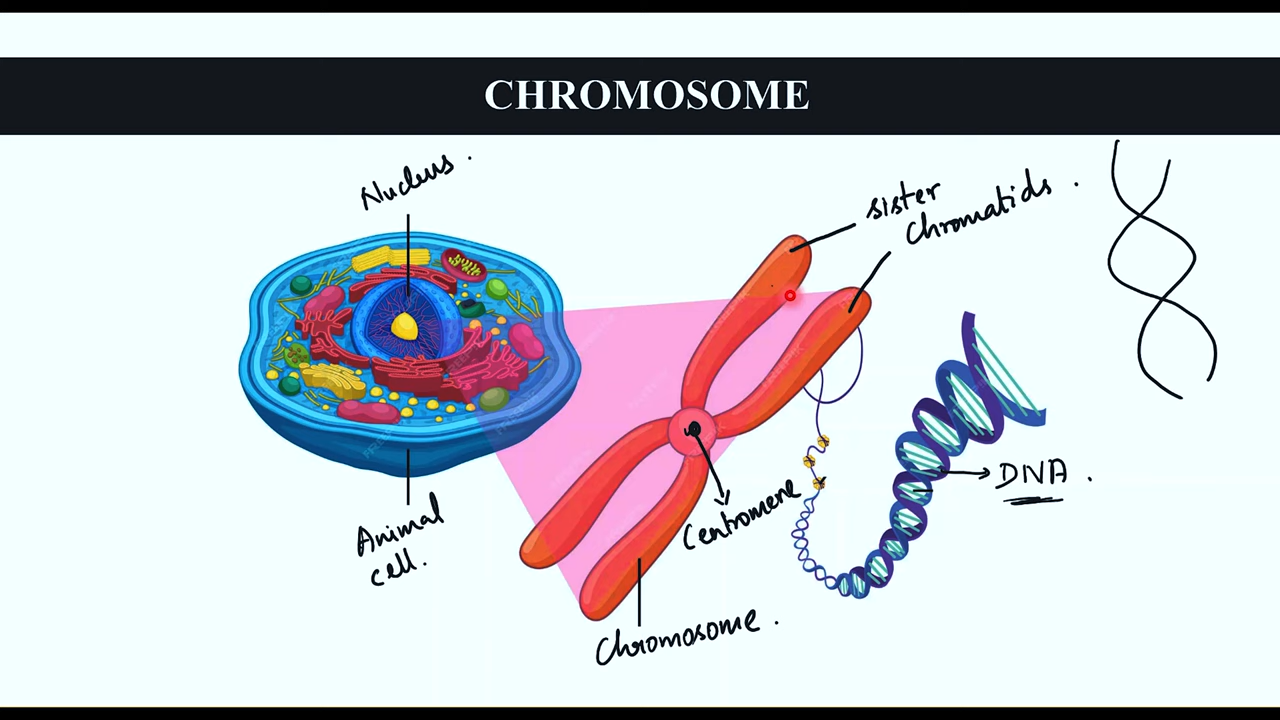 CHROMOSOME
Nucleus.
sister
chromatids.
DNA.
Centromere
Animal
cell.
Chromosome.